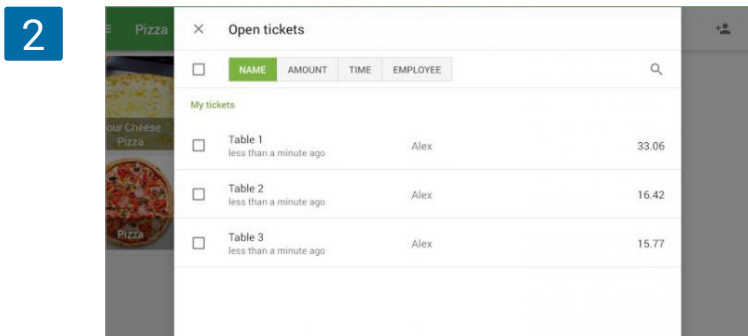 2
Pizza
Open tickets
NAME AMOUNT TIME EMPLOYEE
My tickets
our Cheese
Pizza
Table 1
less than a minute ago
Alex
33.06
Table 2
less than a minute ago
Alex
16.42
Pizza
Table 3
less than a minute ago
Alex
15.77